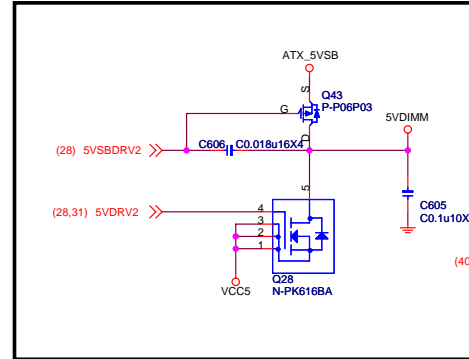 ATX_5VSB
S
Q43
P-P06P03
G
5VDIMM
D
C606
C0.018u16X4
(28) 5VSBDRV2
5
(28,31) 5VDRV2
4
3
2
1
C605
C0.1u10X
(40
Q28
N-PK616BA
VCC5